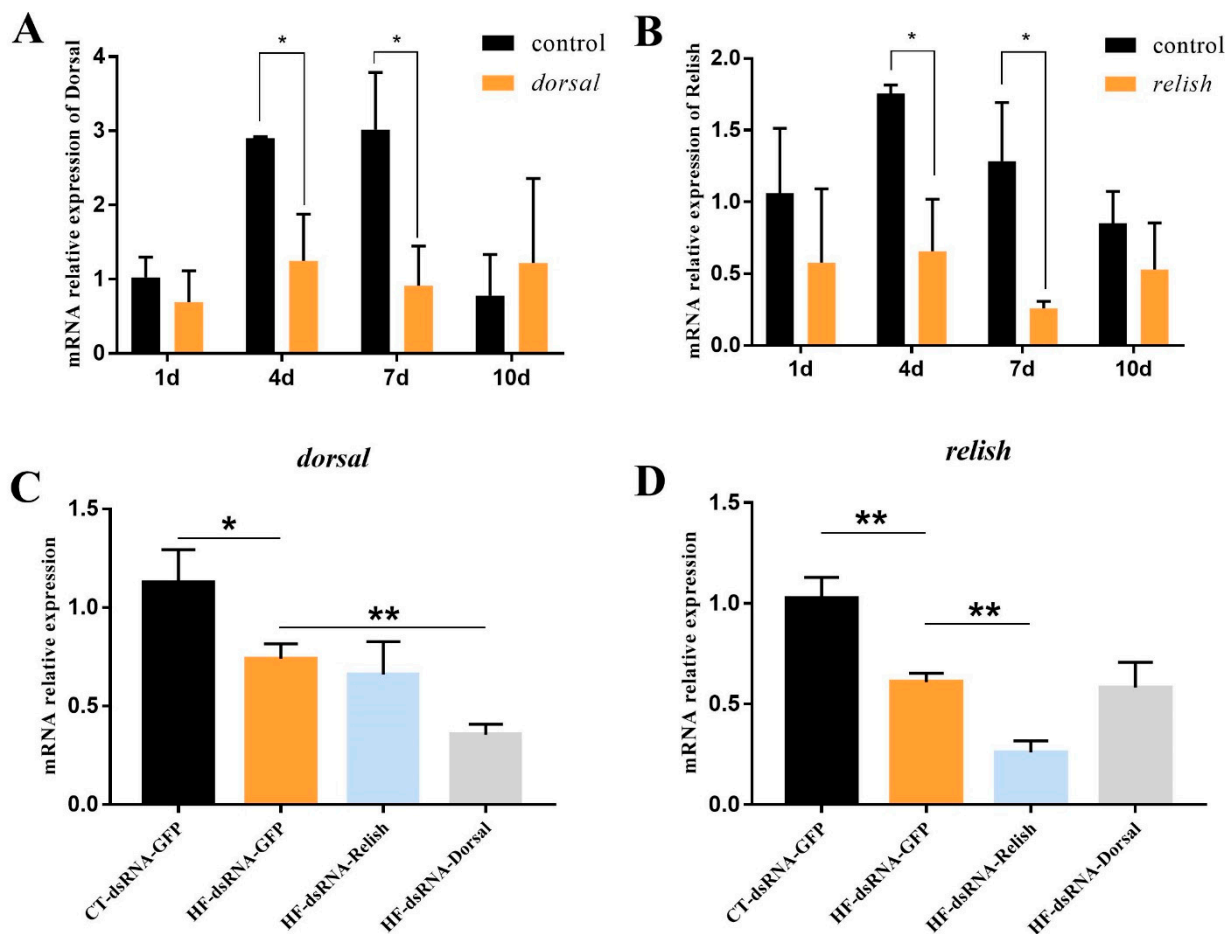 A
control
dorsal
* *
mRNA relative expression of Dorsal
4
3
2
1
0
1d 4d 7d 10d
B
control
relish
* *
mRNA relative expression of Relish
2.0
1.5
1.0
0.5
0.0
1d 4d 7d 10d
C
dorsal
mRNA relative expression
1.5
1.0
0.5
0.0
*
**
CT-dsRNA-GFP
HF-dsRNA-GFP
HF-dsRNA-Relish
HF-dsRNA-Dorsal
D
relish
mRNA relative expression
1.5
1.0
0.5
0.0
**
**
CT-dsRNA-GFP
HF-dsRNA-GFP
HF-dsRNA-Relish
HF-dsRNA-Dorsal